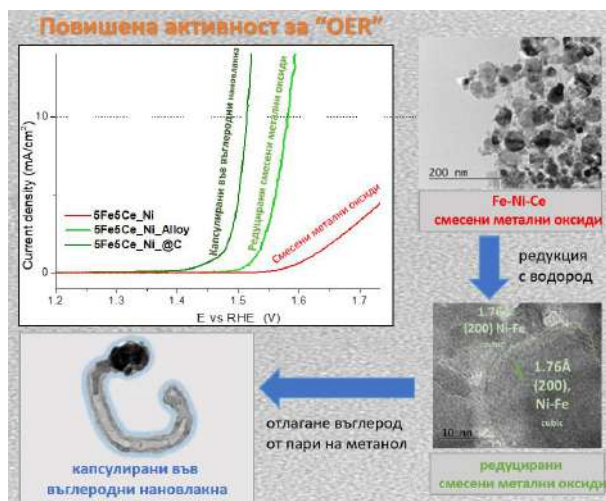 Повишена активност за “OER”
Current density (mA/cm²)
10
5
0
Капсулирани във въглеродни нановлакна
Редуцирани смесени метални оксиди
Смесени метални оксиди
5Fe5Ce_Ni
5Fe5Ce_Ni_Alloy
5Fe5Ce_Ni_@C
1.2 1.3 1.4 1.5 1.6 1.7
E vs RHE (V)
200 nm
Fe-Ni-Ce
смесени метални оксиди
редукция
с водород
1.76Å
(200) Ni-Fe
cubic
1.76Å
(200),
Ni-Fe
cubic
10 nm
редуцирани
смесени метални оксиди
отлагане въглерод
от пари на метанол
капсулирани във
въглеродни нановлакна